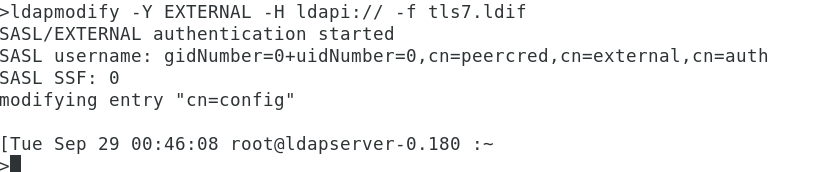 >ldapmodify -Y EXTERNAL -H ldapi:// -f tls7.ldif
SASL/EXTERNAL authentication started
SASL username: gidNumber=0+uidNumber=0,cn=peercred,cn=external,cn=auth
SASL SSF: 0
modifying entry "cn=config"
[Tue Sep 29 00:46:08 root@ldapserver-0.180 :~
>